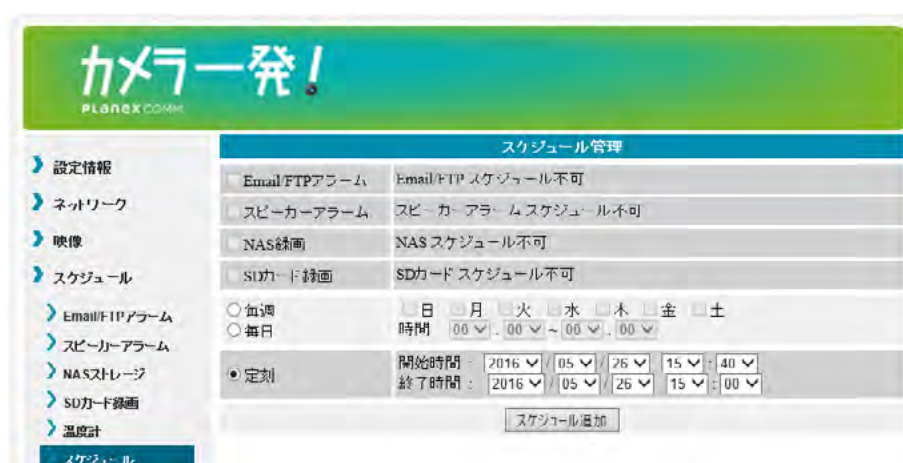 カメラ一発!
PLANEX COMM
設定情報
ネットワーク
映像
スケジュール
Email/FTPアラーム
スピーカーアラーム
NASストレージ
SDカード録画
温度計
スケジュール
スケジュール管理
Email/FTPアラーム Email/FTP スケジュール不可
スピーカーアラーム スピーカーアラーム スケジュール不可
NAS録画 NAS スケジュール不可
SDカード録画 SDカード スケジュール不可
毎週 日 月 火 水 木 金 土
毎日 時間 00 : 00 ~ 00 : 00
定刻 開始時間 : 2016 / 05 / 26 15 : 40
終了時間 : 2016 / 05 / 26 15 : 00
スケジュール追加